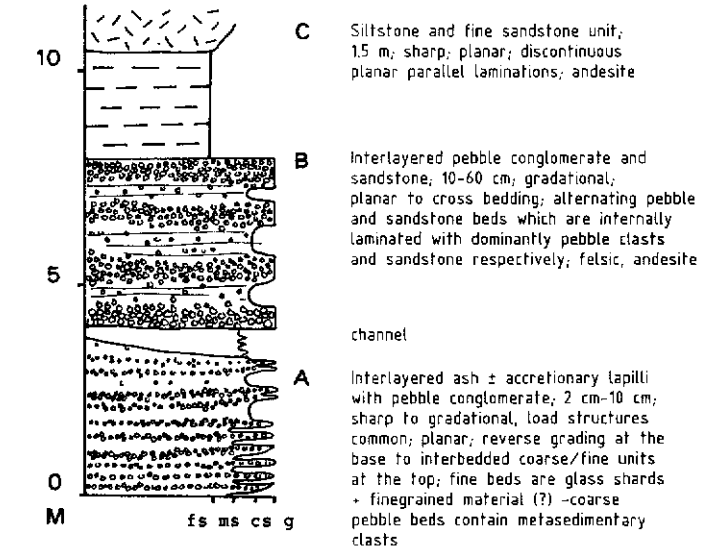 C
Siltstone and fine sandstone unit;
1.5 m; sharp; planar; discontinuous
planar parallel laminations; andesite
10
B
Interlayered pebble conglomerate and
sandstone; 10-60 cm; gradational;
planar to cross bedding; alternating pebble
and sandstone beds which are internally
laminated with dominantly pebble clasts
and sandstone respectively; felsic, andesite
5
channel
A
Interlayered ash ± accretionary lapilli
with pebble conglomerate; 2 cm-10 cm;
sharp to gradational, load structures
common; planar; reverse grading at the
base to interbedded coarse/fine units
at the top; fine beds are glass shards
+ finegrained material (?) -coarse
pebble beds contain metasedimentary
clasts
0
M
fs ms cs g